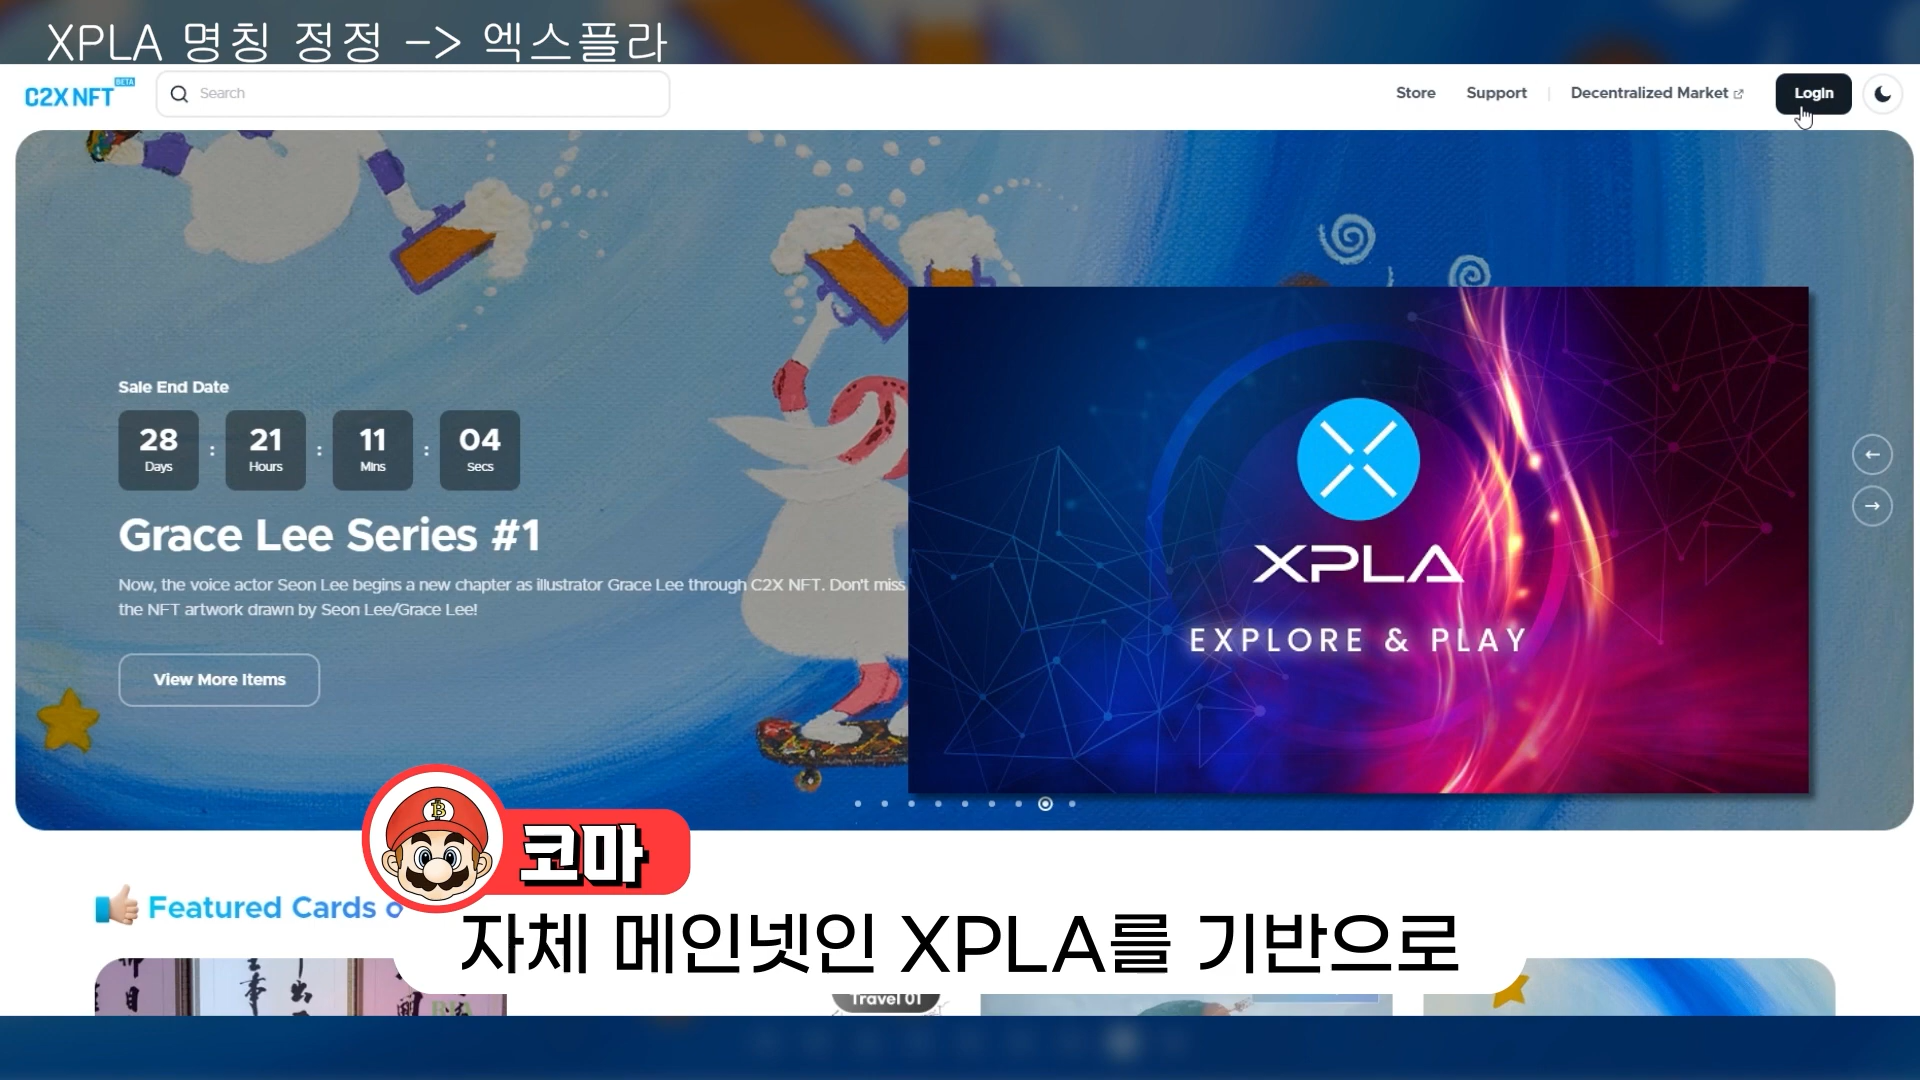 XPLA 명칭 정정 -> 엑스플라
C2X NFT BETA
Search
Store
Support
Decentralized Market
Login
Sale End Date
28 : 21 : 11 : 04
Days Hours Mins Secs
Grace Lee Series #1
Now, the voice actor Seon Lee begins a new chapter as illustrator Grace Lee through C2X NFT. Don't miss
the NFT artwork drawn by Seon Lee/Grace Lee!
View More Items
XPLA
EXPLORE & PLAY
B
코마
Featured Cards o
자체 메인넷인 XPLA를 기반으로
Travel 01